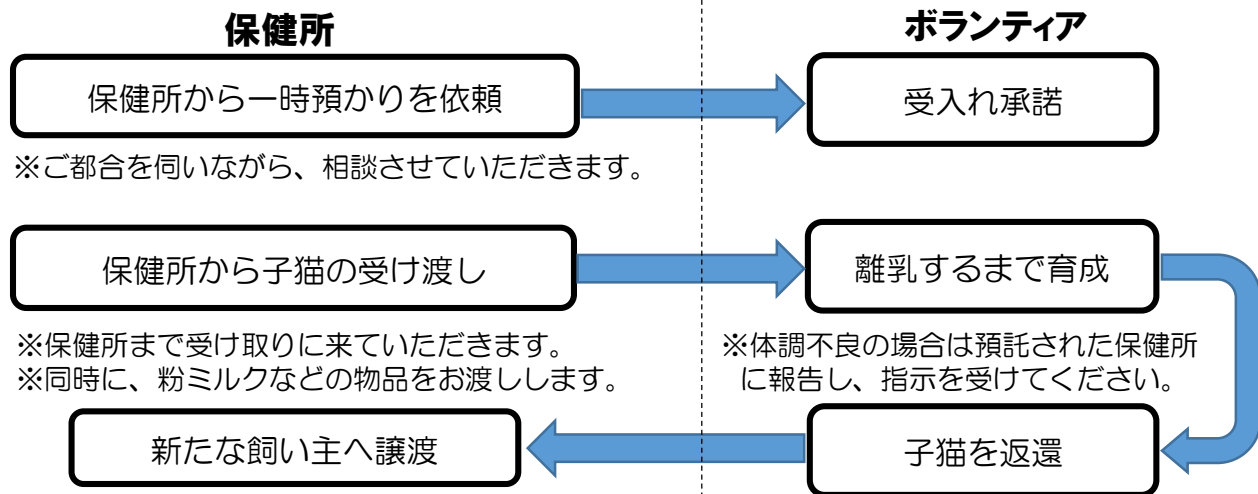 保健所
ボランティア
保健所から一時預かりを依頼
受入れ承諾
※ご都合を伺いながら、相談させていただきます。
保健所から子猫の受け渡し
離乳するまで育成
※保健所まで受け取りに来ていただきます。
※同時に、粉ミルクなどの物品をお渡しします。
※体調不良の場合は預託された保健所
に報告し、指示を受けてください。
新たな飼い主へ譲渡
子猫を返還